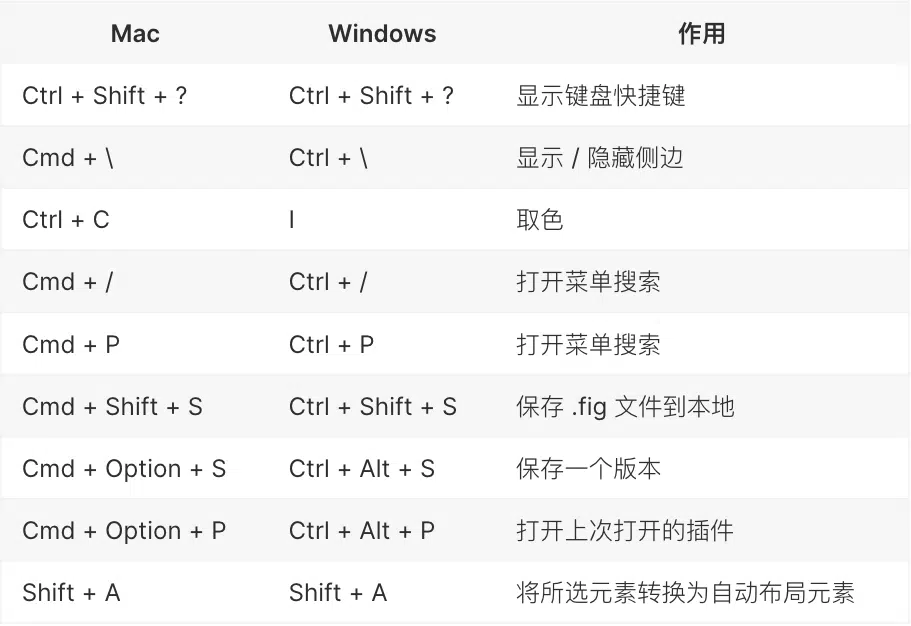 Mac Windows 作用
Ctrl + Shift + ? Ctrl + Shift + ? 显示键盘快捷键
Cmd + \ Ctrl + \ 显示 / 隐藏侧边
Ctrl + C I 取色
Cmd + / Ctrl + / 打开菜单搜索
Cmd + P Ctrl + P 打开菜单搜索
Cmd + Shift + S Ctrl + Shift + S 保存 .fig 文件到本地
Cmd + Option + S Ctrl + Alt + S 保存一个版本
Cmd + Option + P Ctrl + Alt + P 打开上次打开的插件
Shift + A Shift + A 将所选元素转换为自动布局元素